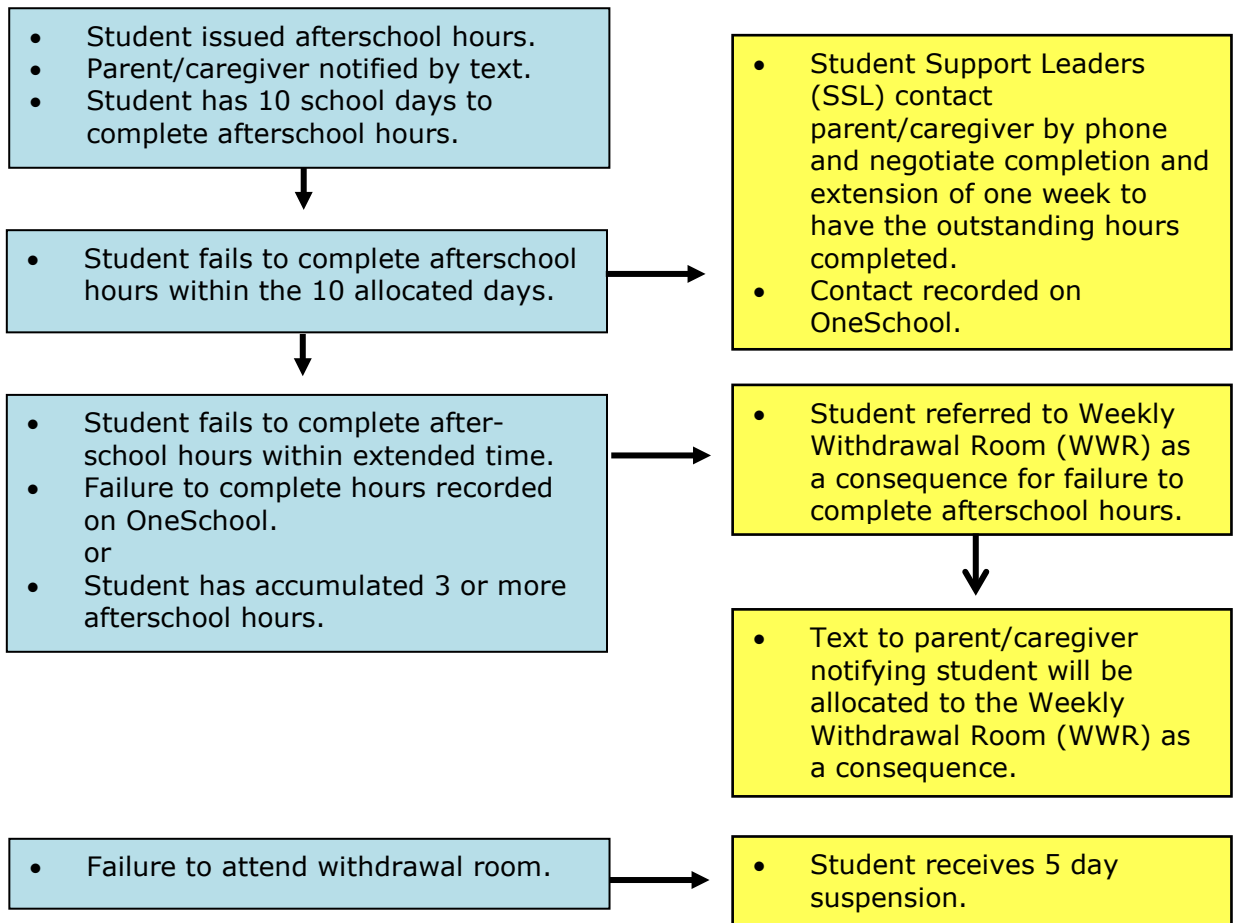 • Student issued afterschool hours.
• Parent/caregiver notified by text.
• Student has 10 school days to
complete afterschool hours.
• Student Support Leaders
(SSL) contact
parent/caregiver by phone
and negotiate completion and
extension of one week to
have the outstanding hours
completed.
• Contact recorded on
OneSchool.
• Student fails to complete afterschool
hours within the 10 allocated days.
• Student fails to complete after-
school hours within extended time.
• Failure to complete hours recorded
on OneSchool.
or
• Student has accumulated 3 or more
afterschool hours.
• Student referred to Weekly
Withdrawal Room (WWR) as
a consequence for failure to
complete afterschool hours.
• Text to parent/caregiver
notifying student will be
allocated to the Weekly
Withdrawal Room (WWR) as
a consequence.
• Failure to attend withdrawal room.
• Student receives 5 day
suspension.